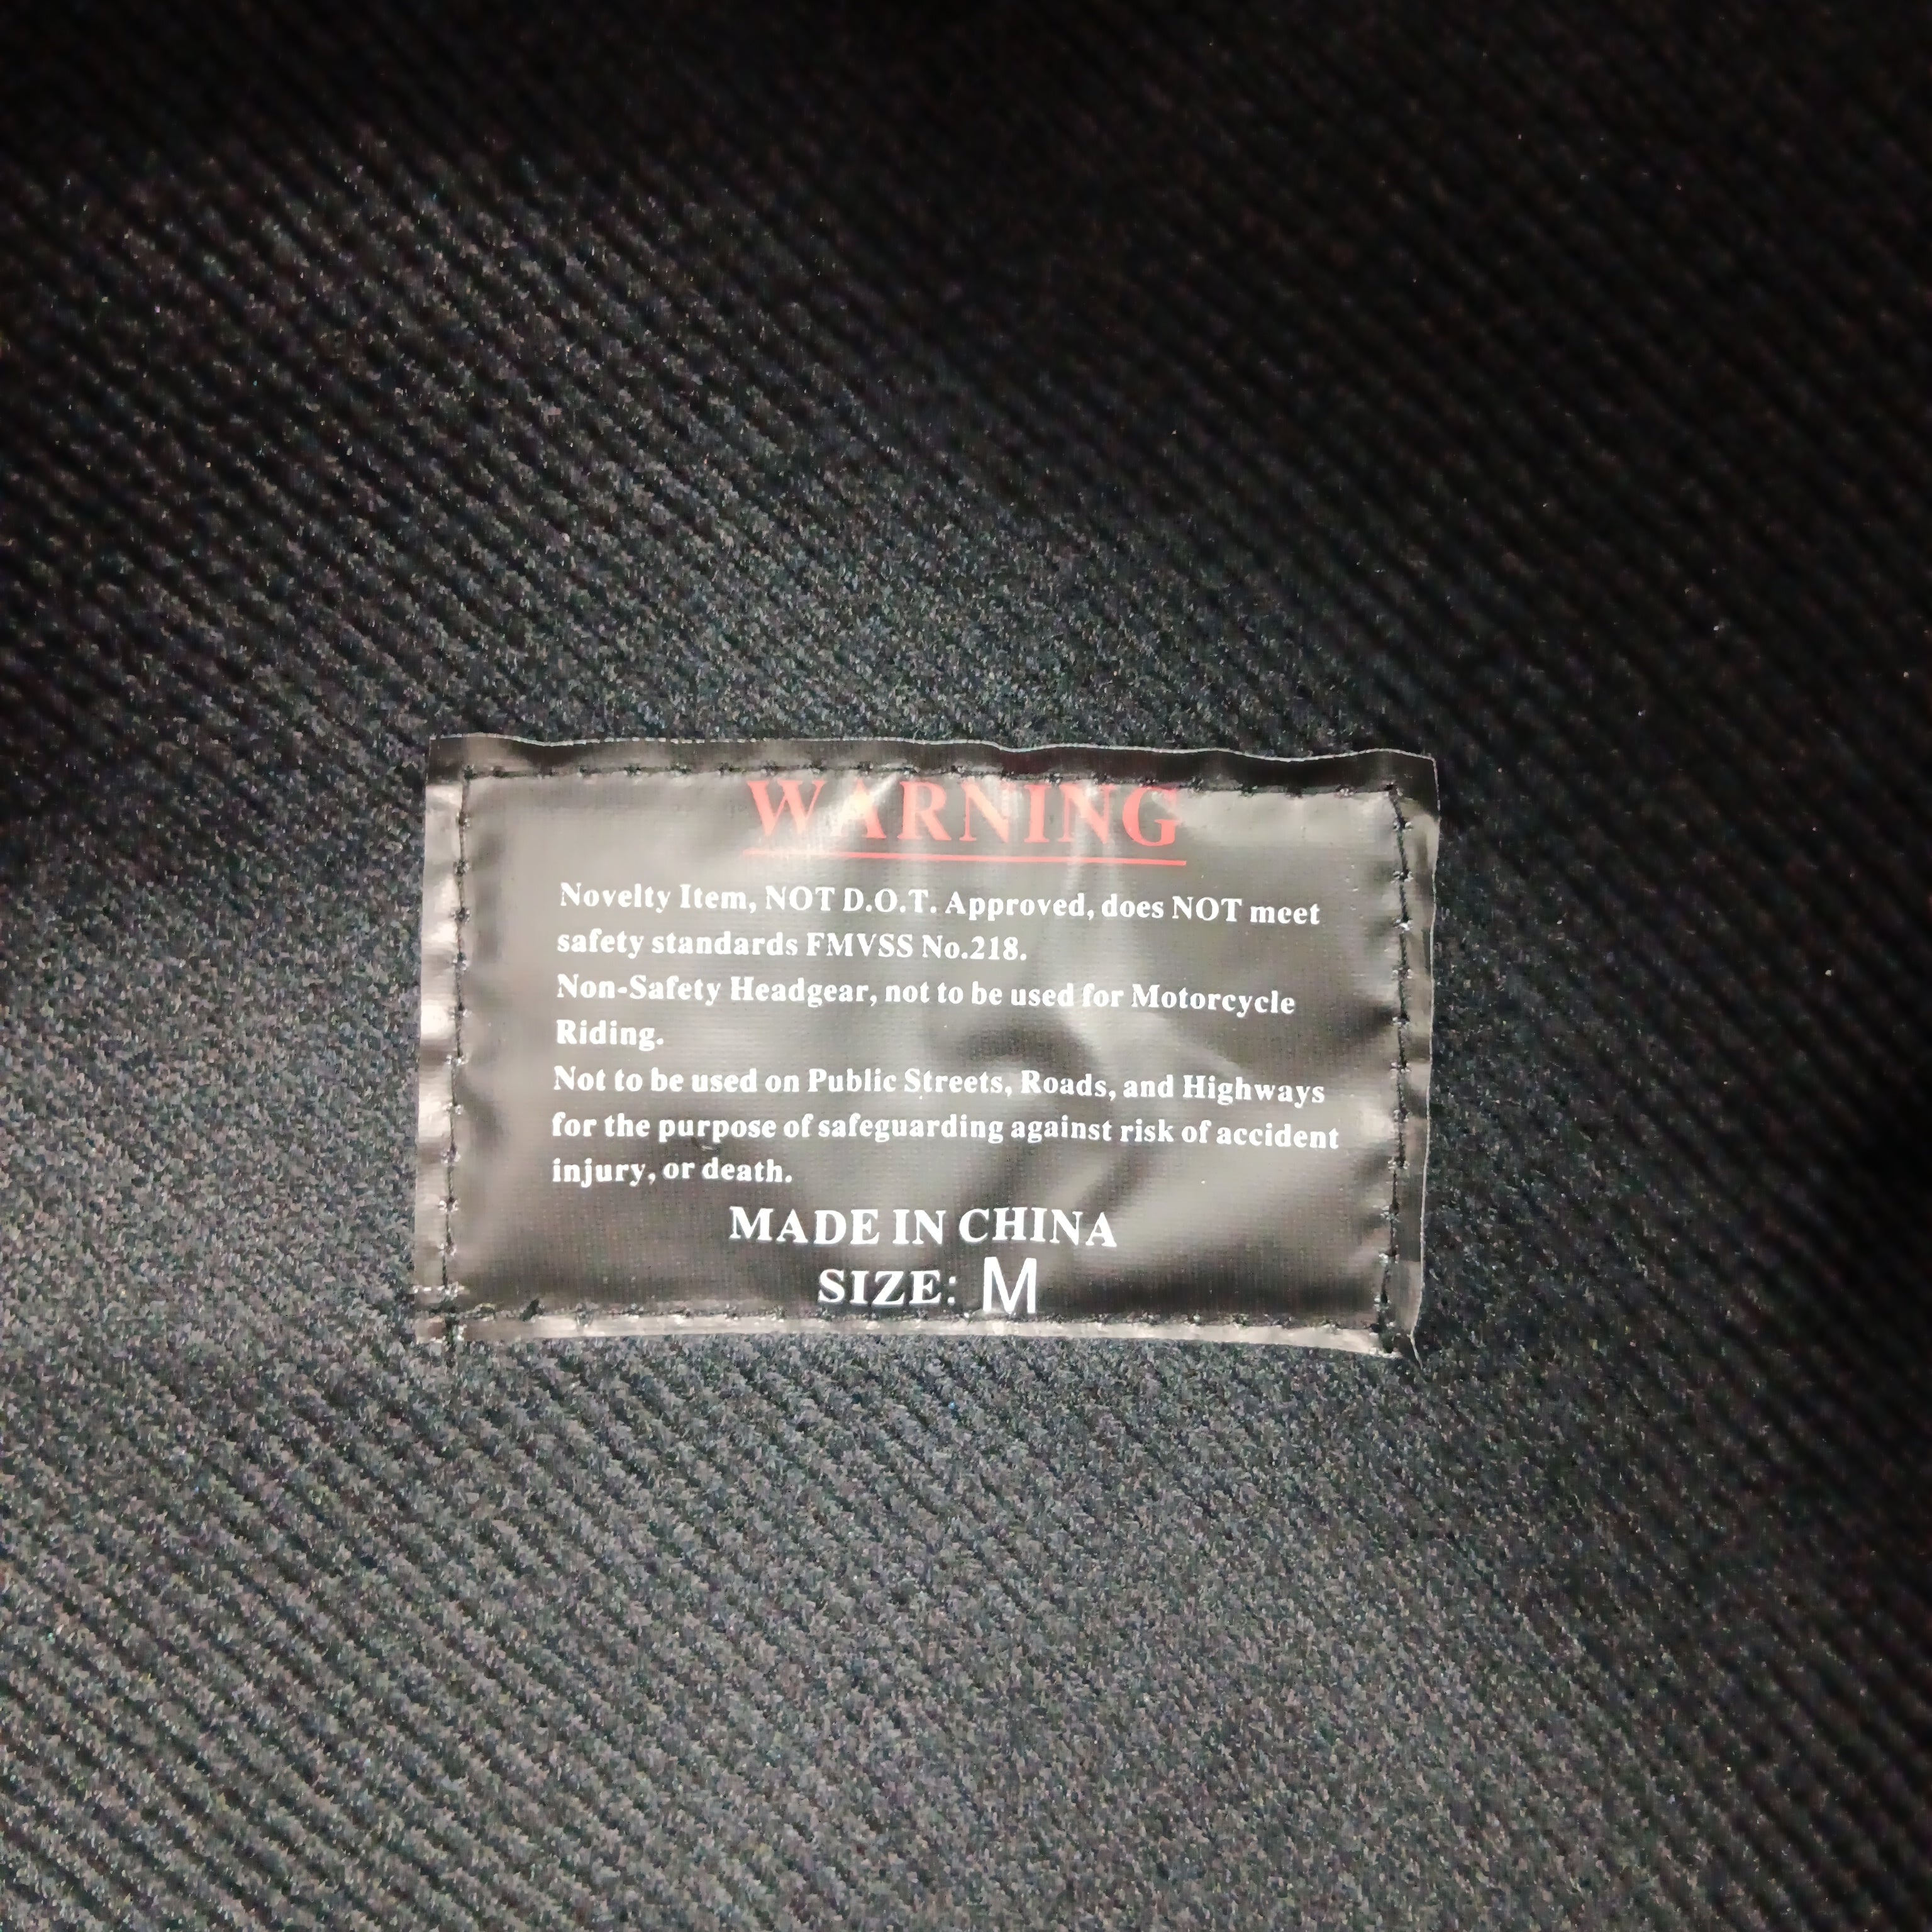 WARNING
Novelty Item, NOT D.O.T. Approved, does NOT meet
safety standards FMVSS No.218.
Non-Safety Headgear, not to be used for Motorcycle
Riding.
Not to be used on Public Streets, Roads, and Highways
for the purpose of safeguarding against risk of accident
injury, or death.
MADE IN CHINA
SIZE: M